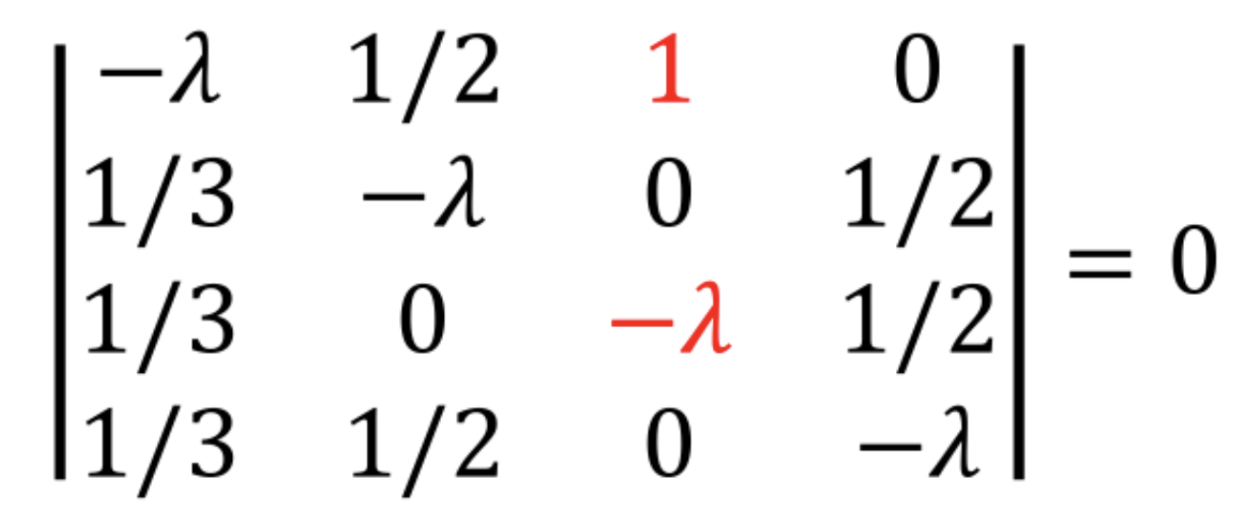 −λ 1/2 1 0
1/3 −λ 0 1/2
1/3 0 −λ 1/2
1/3 1/2 0 −λ
= 0